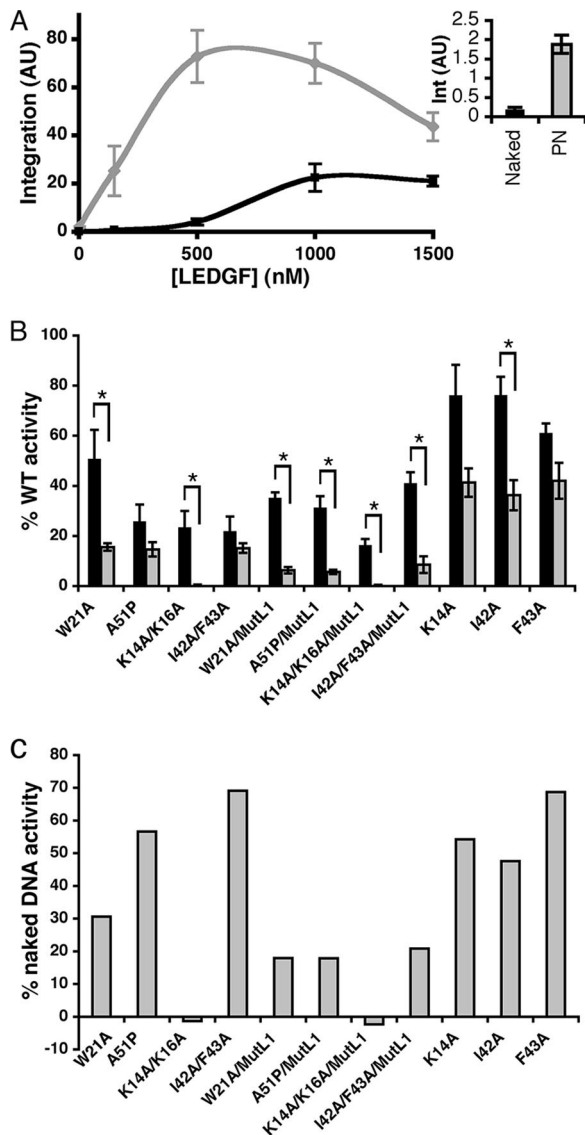 A
Integration (AU)
80
60
40
20
0
0 500 1000 1500
[LEDGF] (nM)
Int (AU)
2.5
2
1.5
1
0.5
0
Naked
PN
B
% WT activity
100
80
60
40
20
0
* * * * * * *
W21A
A51P
K14A/K16A
I42A/F43A
W21A/MutL1
A51P/MutL1
K14A/K16A/MutL1
I42A/F43A/MutL1
K14A
I42A
F43A
C
% naked DNA activity
80
70
60
50
40
30
20
10
0
-10
W21A
A51P
K14A/K16A
I42A/F43A
W21A/MutL1
A51P/MutL1
K14A/K16A/MutL1
I42A/F43A/MutL1
K14A
I42A
F43A